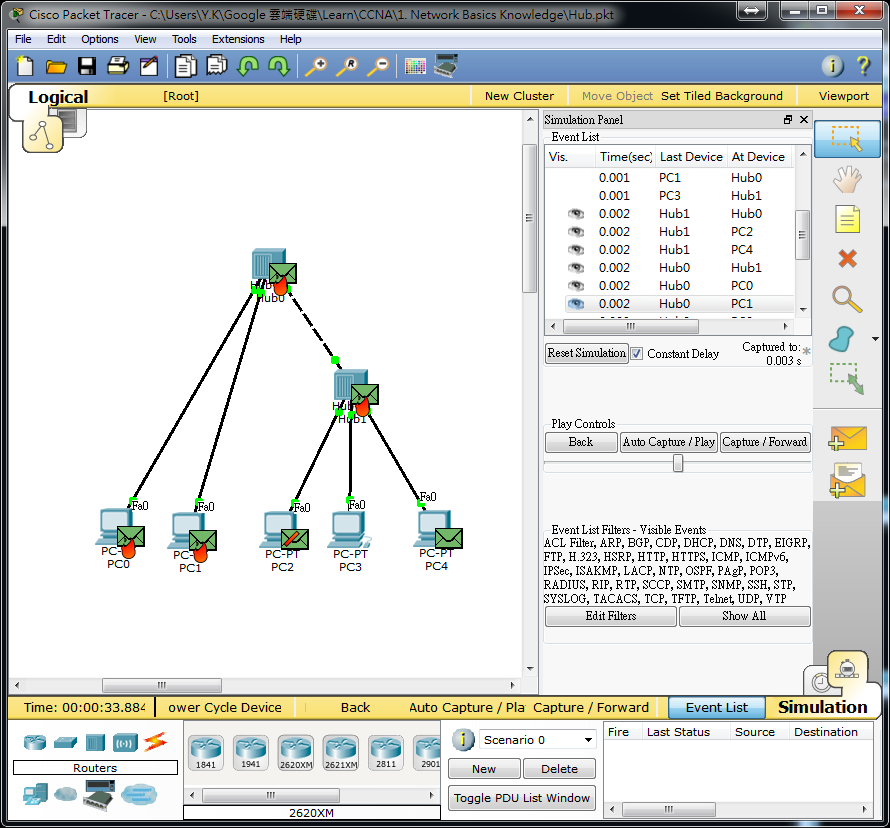 Cisco Packet Tracer - C:\Users\Y.K\Google 雲端硬碟\Learn\CCNA\1. Network Basics Knowledge\Hub.pkt
File Edit Options View Tools Extensions Help
Logical [Root] New Cluster Move Object Set Tiled Background Viewport
Simulation Panel
Event List
Vis. Time(sec) Last Device At Device
0.001 PC1 Hub0
0.001 PC3 Hub1
0.002 Hub1 Hub0
0.002 Hub1 PC2
0.002 Hub1 PC4
0.002 Hub0 Hub1
0.002 Hub0 PC0
0.002 Hub0 PC1
Reset Simulation Constant Delay Captured to:
0.003 s
Play Controls
Back Auto Capture / Play Capture / Forward
Event List Filters - Visible Events
ACL Filter, ARP, BGP, CDP, DHCP, DNS, DTP, EIGRP,
FTP, H.323, HSRP, HTTP, HTTPS, ICMP, ICMPv6,
IPSec, ISAKMP, LACP, NTP, OSPF, PAgP, POP3,
RADIUS, RIP, RTP, SCCP, SMTP, SNMP, SSH, STP,
SYSLOG, TACACS, TCP, TFTP, Telnet, UDP, VTP
Edit Filters Show All
Hub0
Hub1
Fa0 Fa0 Fa0 Fa0 Fa0
PC- PC- PC-PT PC-PT PC-PT
PC0 PC1 PC2 PC3 PC4
Time: 00:00:33.884 ower Cycle Device Back Auto Capture / Pla Capture / Forward Event List Simulation
Routers
1841 1941 2620XM 2621XM 2811 2901
2620XM
Scenario 0
New Delete
Toggle PDU List Window
Fire Last Status Source Destination